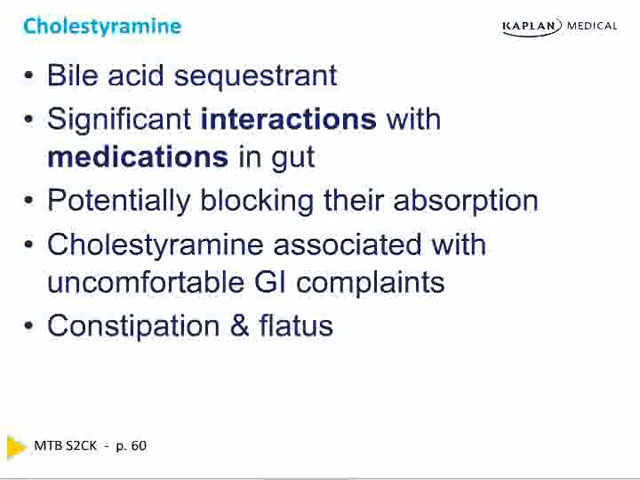 Cholestyramine
KAPLAN MEDICAL
• Bile acid sequestrant
• Significant interactions with
medications in gut
• Potentially blocking their absorption
• Cholestyramine associated with
uncomfortable GI complaints
• Constipation & flatus
MTB S2CK - p. 60